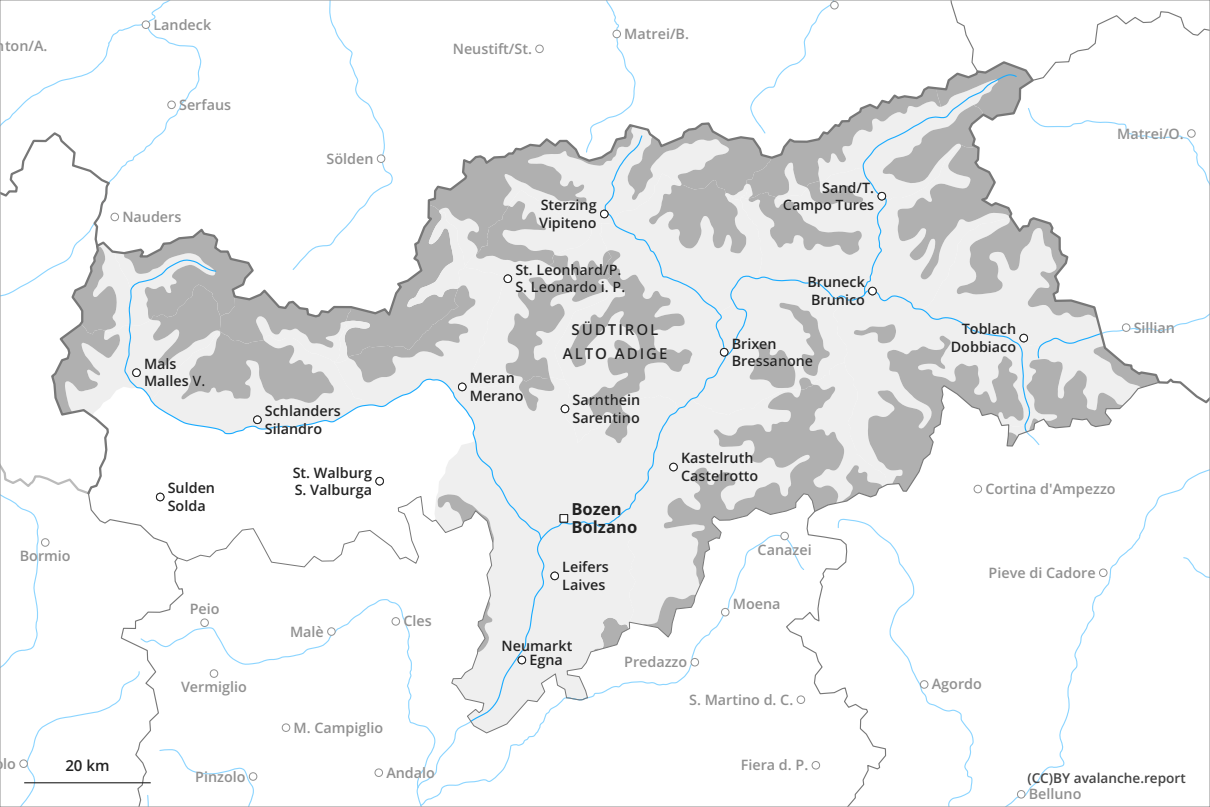 Landeck
Matrei/B.
Neustift/St.
Serfaus
Matrei/O.
Sölden
Sand/T.
Campo Tures
Sterzing
Vipiteno
Nauders
St. Leonhard/P.
S. Leonardo i. P.
Bruneck
Brunico
SÜDTIROL
ALTO ADIGE
Toblach
Dobbiaco
Sillian
Brixen
Bressanone
Mals
Malles V.
Meran
Merano
Sarnthein
Sarentino
Schlanders
Silandro
Kastelruth
Castelrotto
St. Walburg
S. Valburga
Sulden
Solda
Cortina d'Ampezzo
Bozen
Bolzano
Bormio
Canazei
Leifers
Laives
Pieve di Cadore
Peio
Moena
Cles
Malè
Neumarkt
Egna
Predazzo
Vermiglio
Agordo
S. Martino d. C.
M. Campiglio
20 km
Pinzolo
Andalo
Fiera d. P.
(CC)BY avalanche.report
Belluno